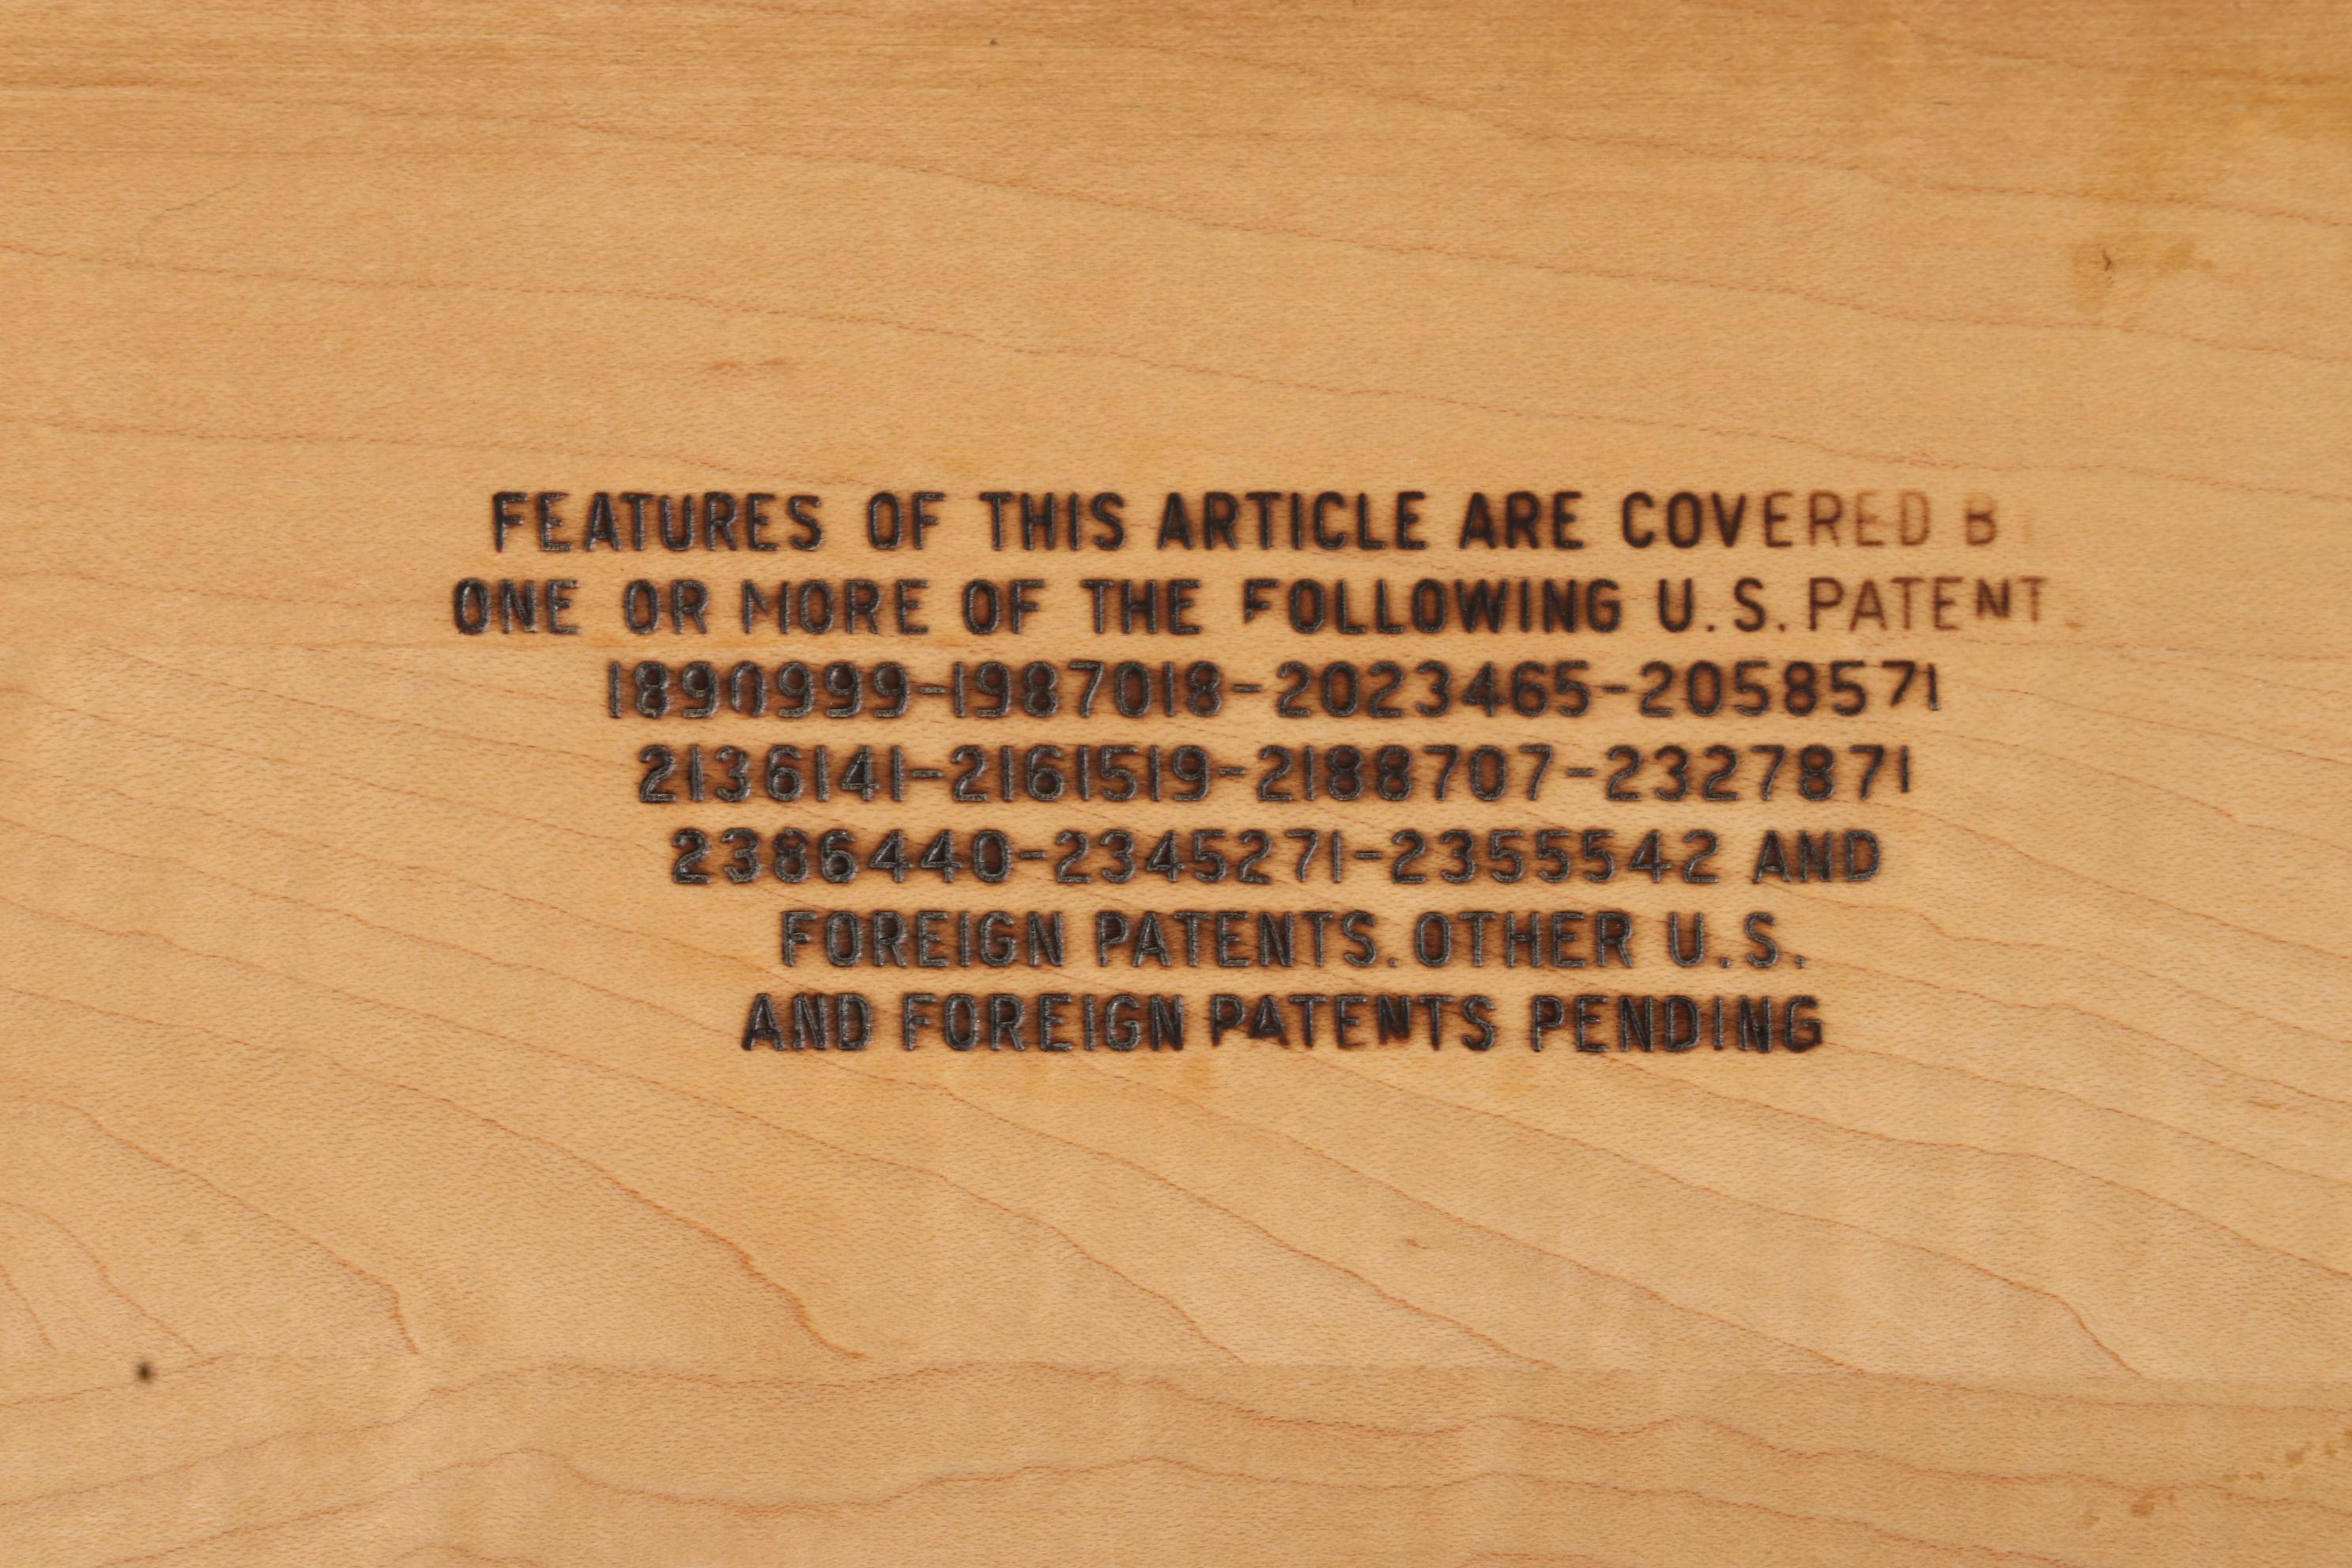 FEATURES OF THIS ARTICLE ARE COVERED B
ONE OR MORE OF THE FOLLOWING U.S. PATENT
1890999-1987018-2023465-2058571
2136141-2161519-2188707-2327871
2386440-2345271-2355542 AND
FOREIGN PATENTS. OTHER U.S.
AND FOREIGN PATENTS PENDING